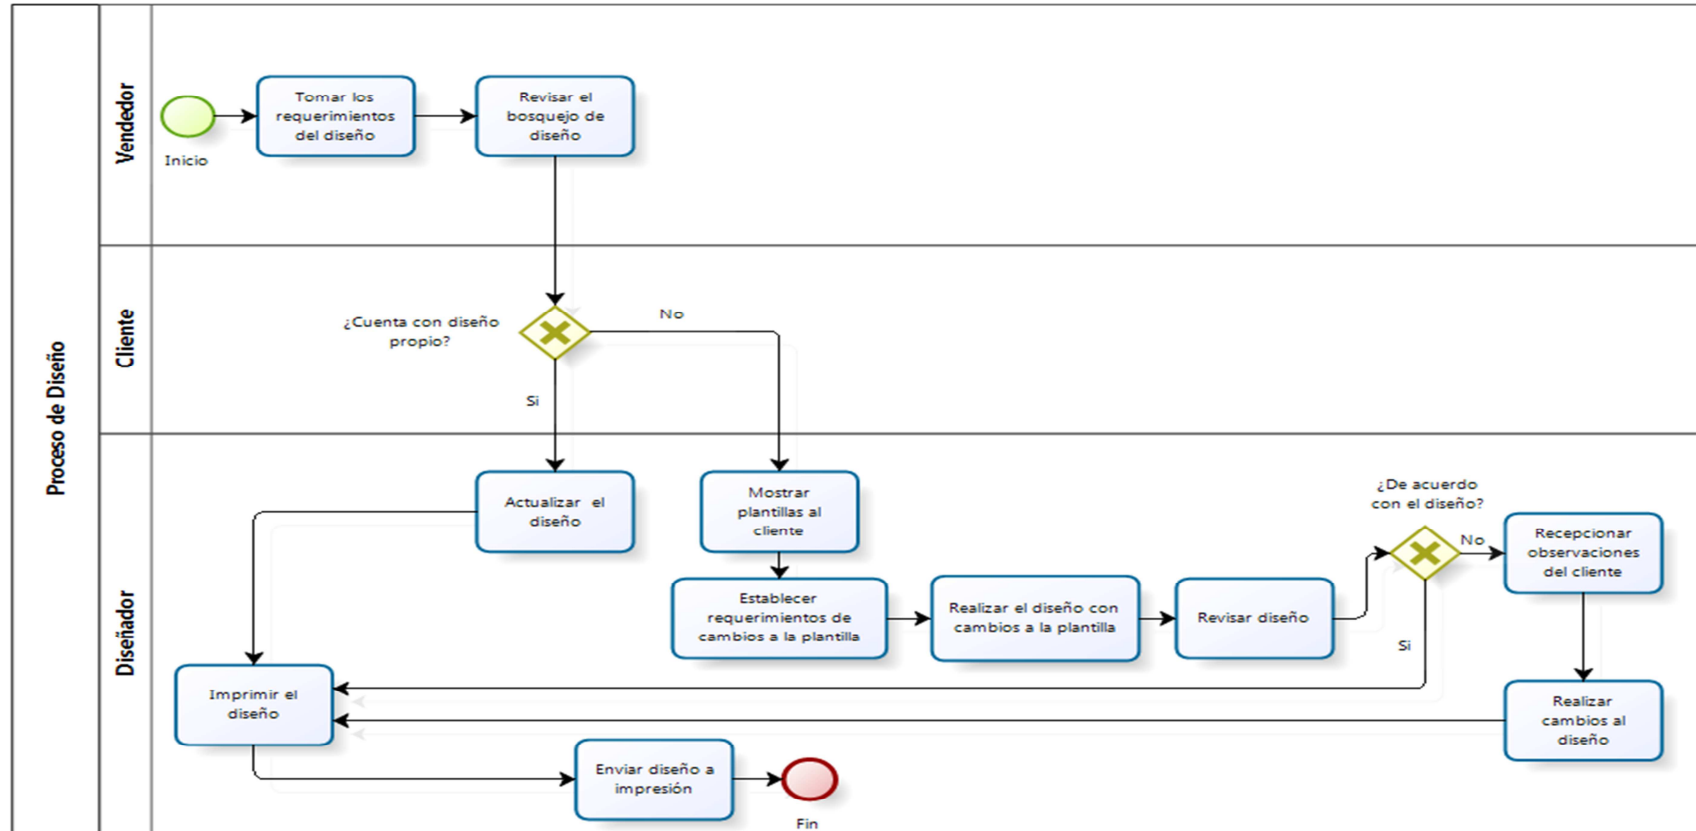 Proceso de Diseño
Vendedor
Inicio
Tomar los
requerimientos
del diseño
Revisar el
bosquejo de
diseño
Cliente
¿Cuenta con diseño
propio?
No
Si
Diseñador
Actualizar el
diseño
Mostrar
plantillas al
cliente
Establecer
requerimientos de
cambios a la plantilla
Realizar el diseño con
cambios a la plantilla
Revisar diseño
¿De acuerdo
con el diseño?
No
Si
Recepcionar
observaciones
del cliente
Realizar
cambios al
diseño
Imprimir el
diseño
Enviar diseño a
impresión
Fin